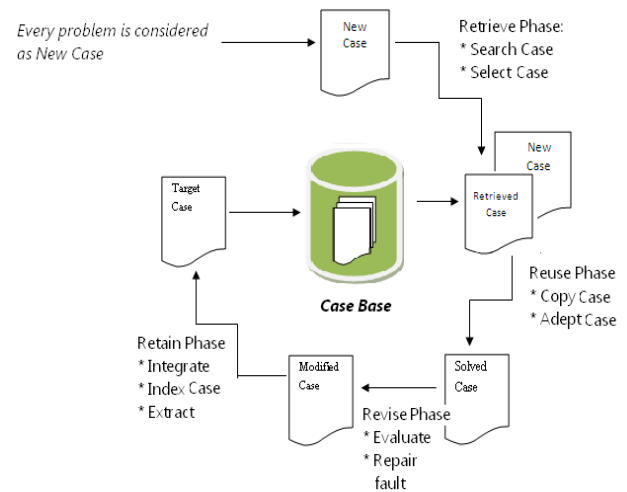 Every problem is considered
as New Case
New
Case
Retrieve Phase:
* Search Case
* Select Case
New
Case
Retrieved
Case
Target
Case
Case Base
Reuse Phase
* Copy Case
* Adept Case
Retain Phase
* Integrate
* Index Case
* Extract
Modified
Case
Solved
Case
Revise Phase
* Evaluate
* Repair
fault